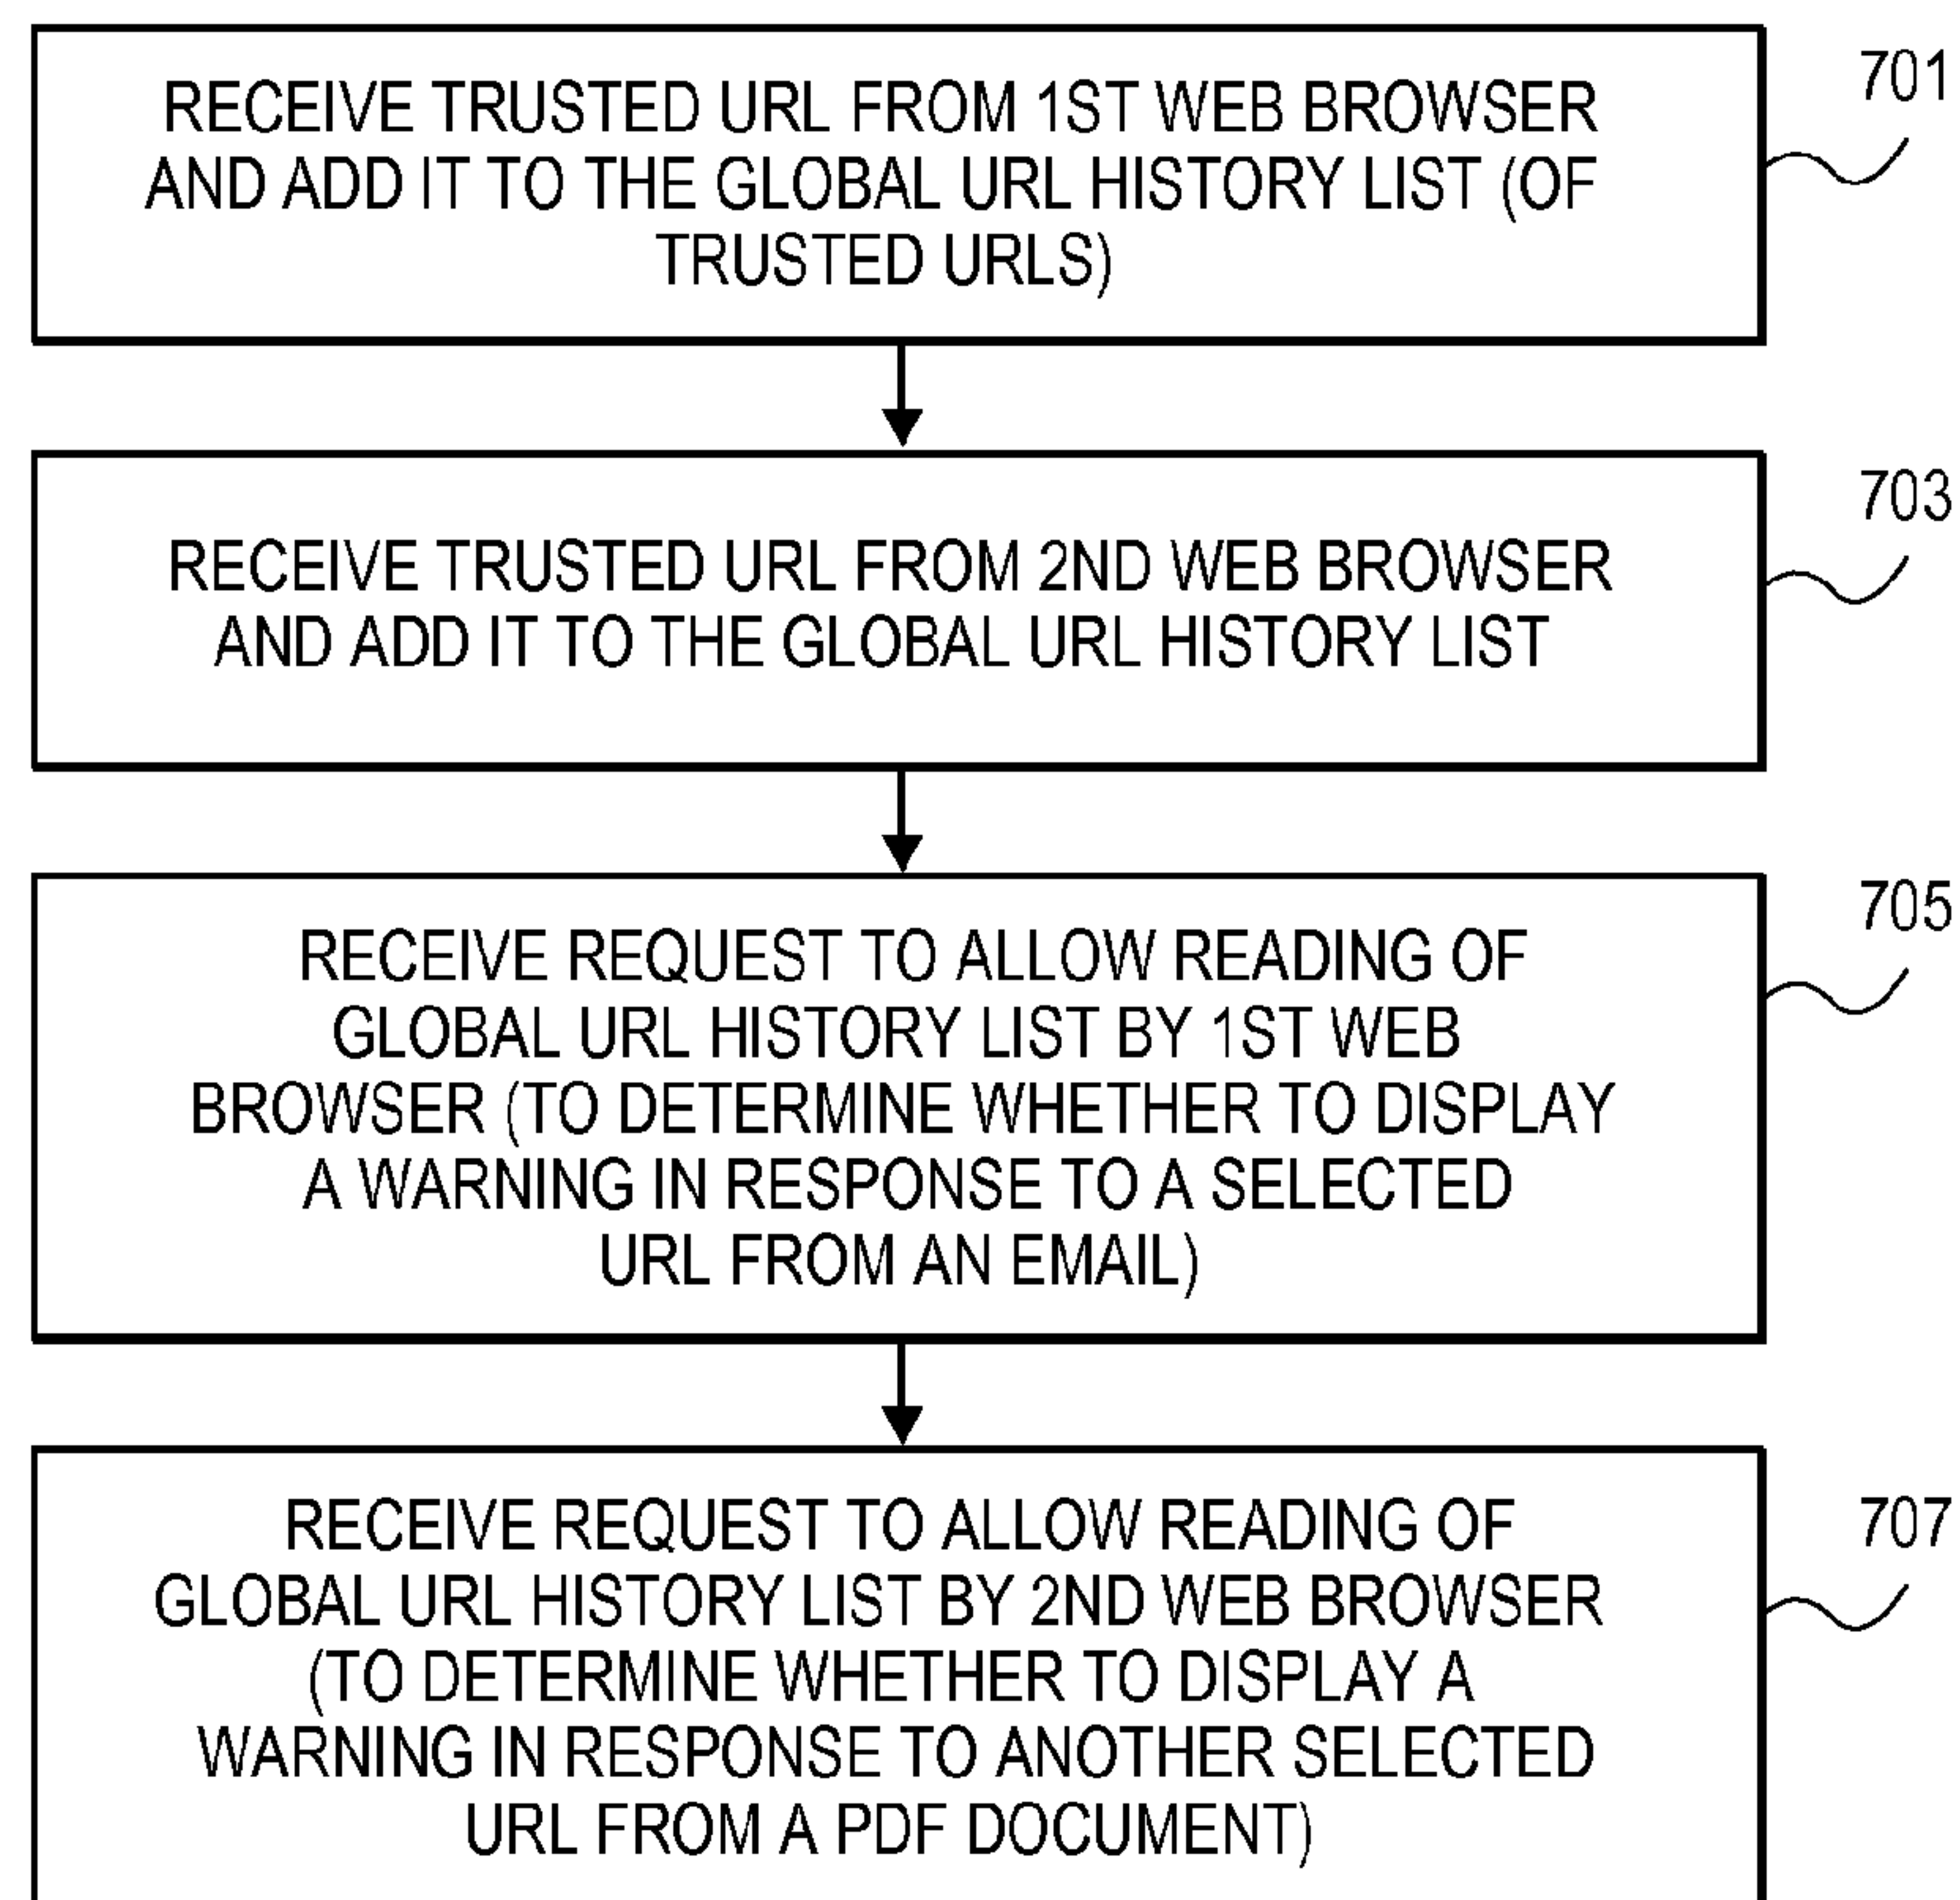 RECEIVE TRUSTED URL FROM 1ST WEB BROWSER
AND ADD IT TO THE GLOBAL URL HISTORY LIST (OF
TRUSTED URLS)
701
RECEIVE TRUSTED URL FROM 2ND WEB BROWSER
AND ADD IT TO THE GLOBAL URL HISTORY LIST
703
RECEIVE REQUEST TO ALLOW READING OF
GLOBAL URL HISTORY LIST BY 1ST WEB
BROWSER (TO DETERMINE WHETHER TO DISPLAY
A WARNING IN RESPONSE TO A SELECTED
URL FROM AN EMAIL)
705
RECEIVE REQUEST TO ALLOW READING OF
GLOBAL URL HISTORY LIST BY 2ND WEB BROWSER
(TO DETERMINE WHETHER TO DISPLAY A
WARNING IN RESPONSE TO ANOTHER SELECTED
URL FROM A PDF DOCUMENT)
707